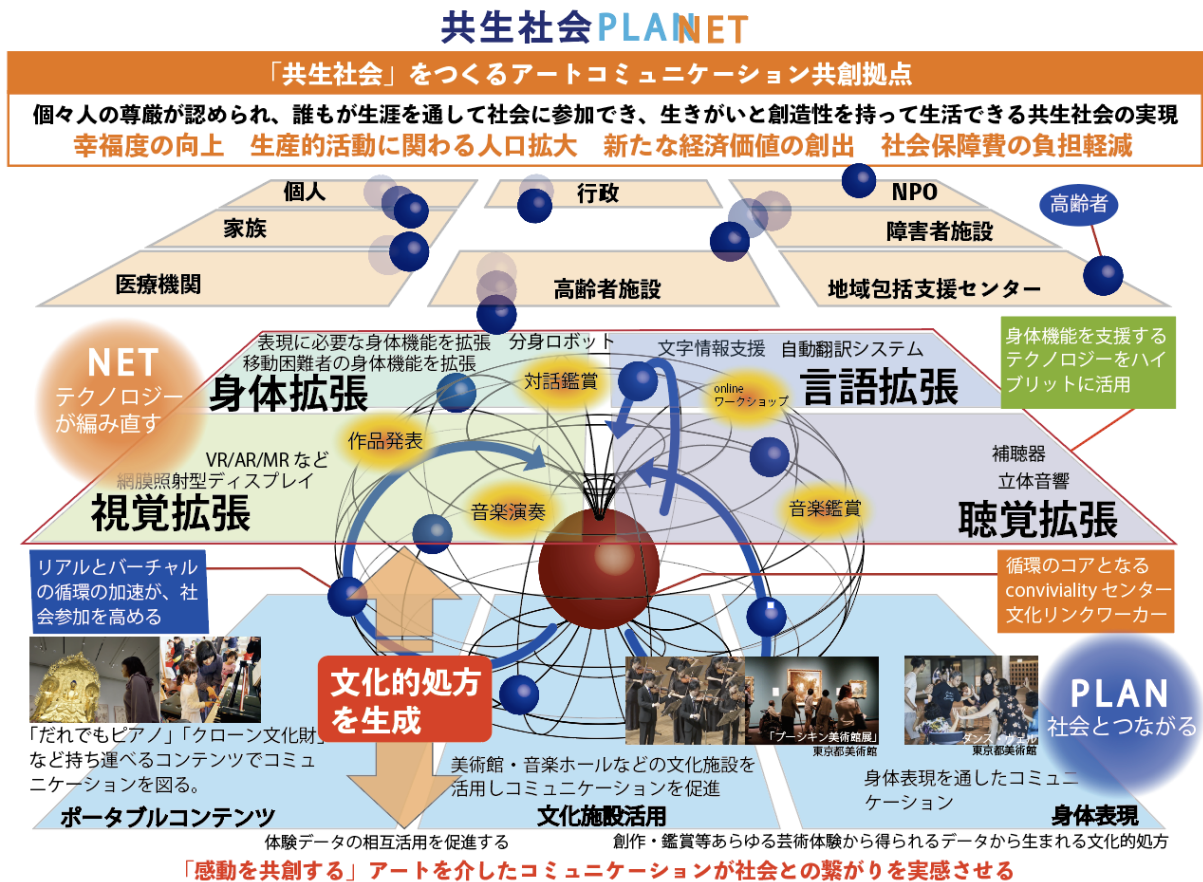 共生社会PLANNET
「共生社会」をつくるアートコミュニケーション共創拠点
個々人の尊厳が認められ、誰もが生涯を通して社会に参加でき、生きがいと創造性を持って生活できる共生社会の実現
幸福度の向上　生産的活動に関わる人口拡大　新たな経済価値の創出　社会保障費の負担軽減
個人
行政
NPO
高齢者
家族
障害者施設
医療機関
高齢者施設
地域包括支援センター
NET
テクノロジー
が編み直す
表現に必要な身体機能を拡張
移動困難者の身体機能を拡張
身体拡張
分身ロボット
対話鑑賞
文字情報支援
自動翻訳システム
online
ワークショップ
言語拡張
身体機能を支援する
テクノロジーをハイ
ブリットに活用
作品発表
VR/AR/MR など
網膜照射型ディスプレイ
視覚拡張
音楽演奏
音楽鑑賞
補聴器
立体音響
聴覚拡張
リアルとバーチャル
の循環の加速が、社
会参加を高める
循環のコアとなる
conviviality センター
文化リンクワーカー
文化的処方
を生成
PLAN
社会とつながる
「だれでもピアノ」「クローン文化財」
など持ち運べるコンテンツでコミュ
ニケーションを図る。
ポータブルコンテンツ
「プーシキン美術館展」
東京都美術館
美術館・音楽ホールなどの文化施設を
活用しコミュニケーションを促進
文化施設活用
ダンス・ウェル
東京都美術館
身体表現を通したコミュニ
ケーション
身体表現
体験データの相互活用を促進する
創作・鑑賞等あらゆる芸術体験から得られるデータから生まれる文化的処方
「感動を共創する」アートを介したコミュニケーションが社会との繋がりを実感させる